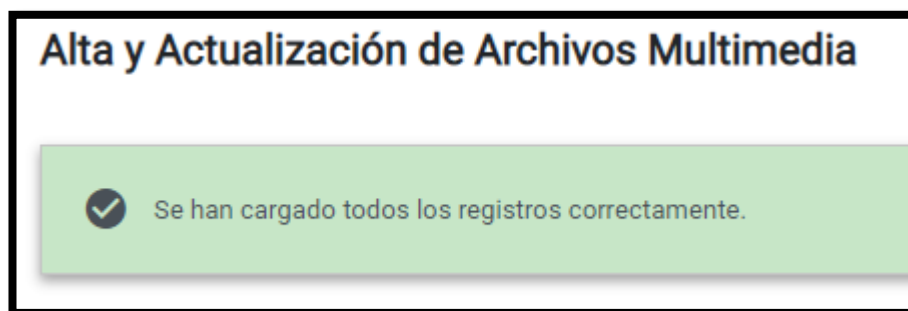 Alta y Actualización de Archivos Multimedia
Se han cargado todos los registros correctamente.